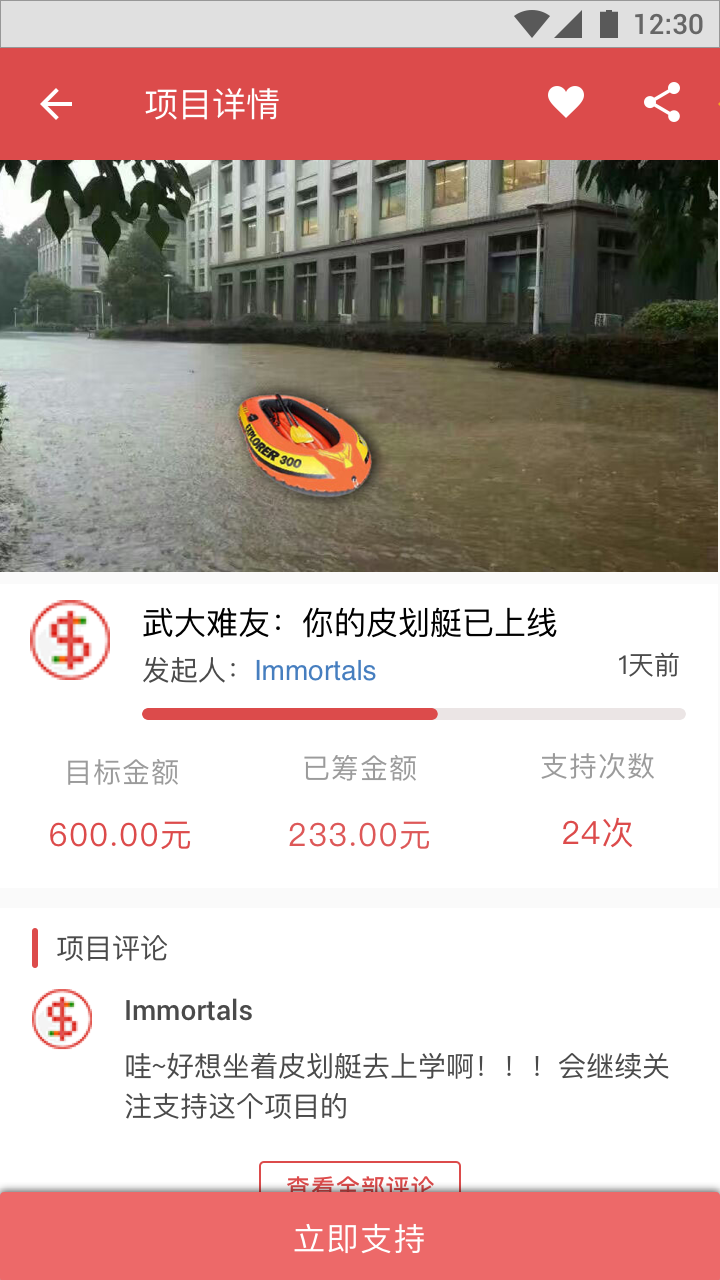 12:30
项目详情
EXPLORER 300
武大难友：你的皮划艇已上线
发起人：Immortals
1天前
目标金额
已筹金额
支持次数
600.00元
233.00元
24次
项目评论
Immortals
哇~好想坐着皮划艇去上学啊！！！会继续关
注支持这个项目的
查看全部评论
立即支持